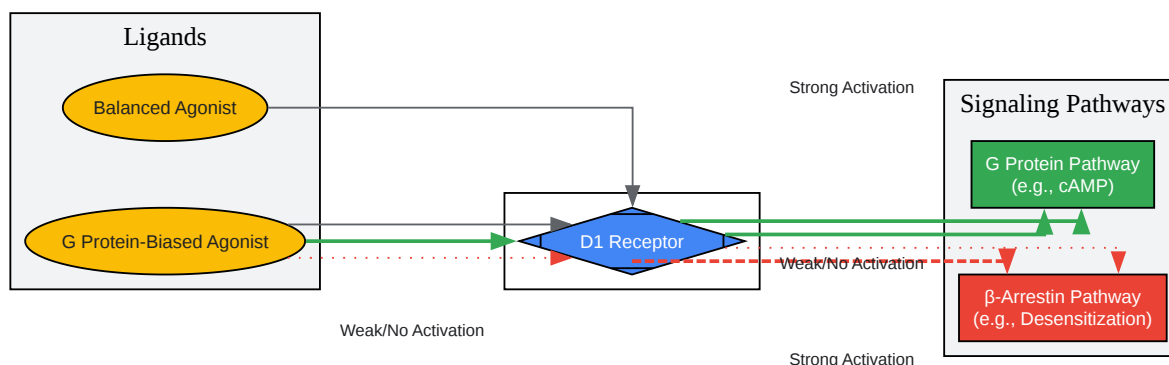 Ligands
Balanced Agonist
G Protein-Biased Agonist
D1 Receptor
Strong Activation
Signaling Pathways
G Protein Pathway
(e.g., cAMP)
Weak/No Activation
β-Arrestin Pathway
(e.g., Desensitization)
Weak/No Activation
Strong Activation